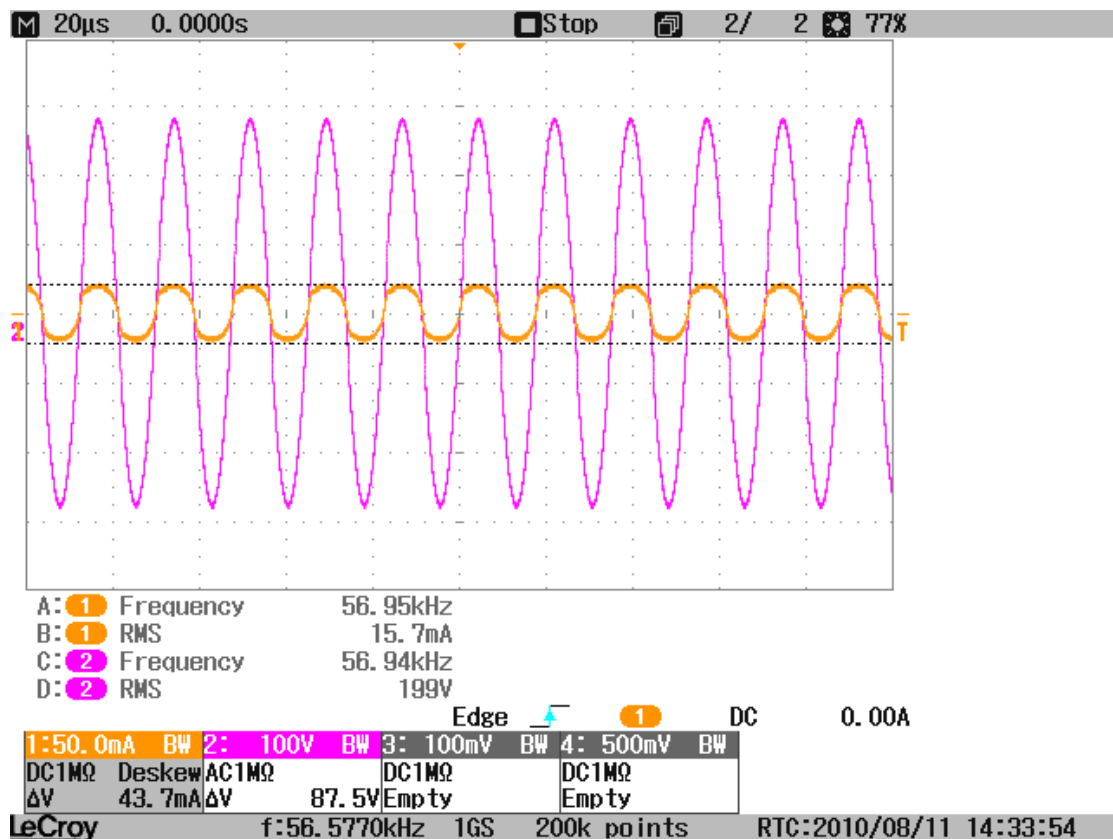 M 20µs 0.0000s Stop 2/ 2 77%
2
T
A: 1 Frequency 56.95kHz
B: 1 RMS 15.7mA
C: 2 Frequency 56.94kHz
D: 2 RMS 199V
Edge 1 DC 0.00A
1:50.0mA BW 2: 100V BW 3: 100mV BW 4: 500mV BW
DC1MΩ Deskew AC1MΩ DC1MΩ DC1MΩ
ΔV 43.7mA ΔV 87.5V Empty Empty
LeCroy f:56.5770kHz 1GS 200k points RTC:2010/08/11 14:33:54